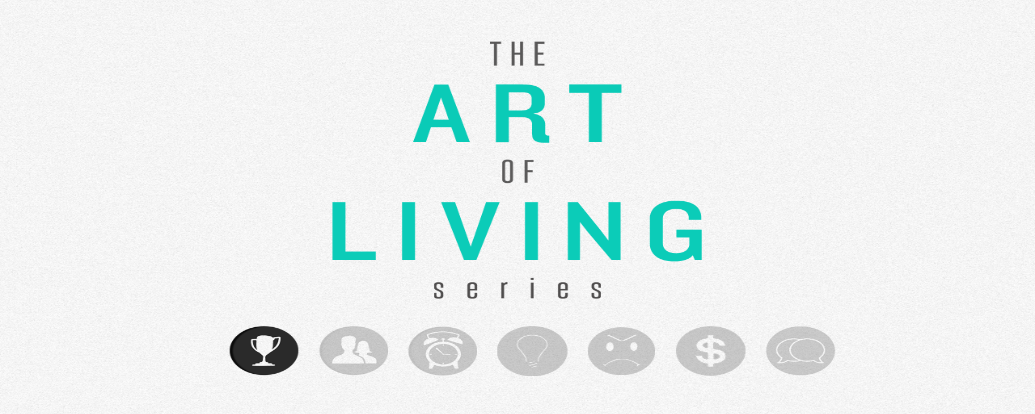 THE
ART
OF
LIVING
series
$